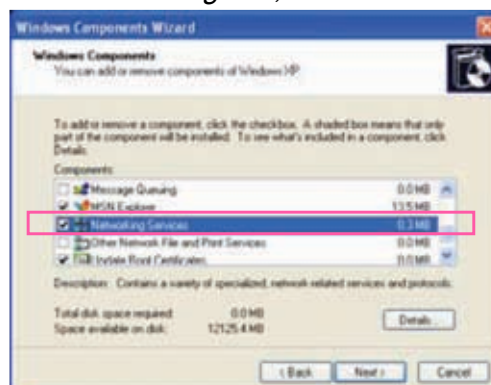 Windows Components Wizard
Windows Components
You can add or remove components of Windows XP.
To add or remove a component, click the checkbox. A shaded box means that only
part of the component will be installed. To see what's included in a component, click
Details.
Components:
Message Queuing 0.0 MB
MSN Explorer 13.5 MB
Networking Services 0.3 MB
Other Network File and Print Services 0.0 MB
Update Root Certificates 0.0 MB
Description: Contains a variety of specialized, network-related services and protocols.
Total disk space required: 0.0 MB
Space available on disk: 12125.4 MB
Details...
< Back Next > Cancel